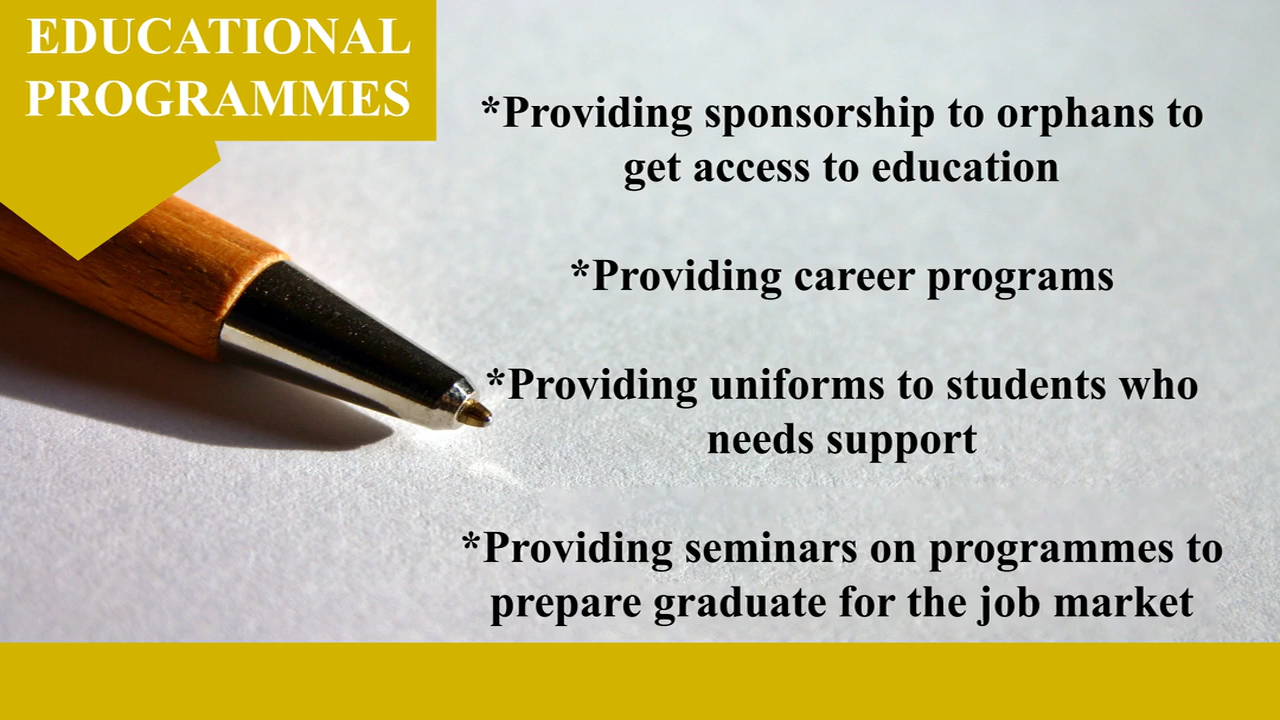 EDUCATIONAL
PROGRAMMES
*Providing sponsorship to orphans to
get access to education
*Providing career programs
*Providing uniforms to students who
needs support
*Providing seminars on programmes to
prepare graduate for the job market